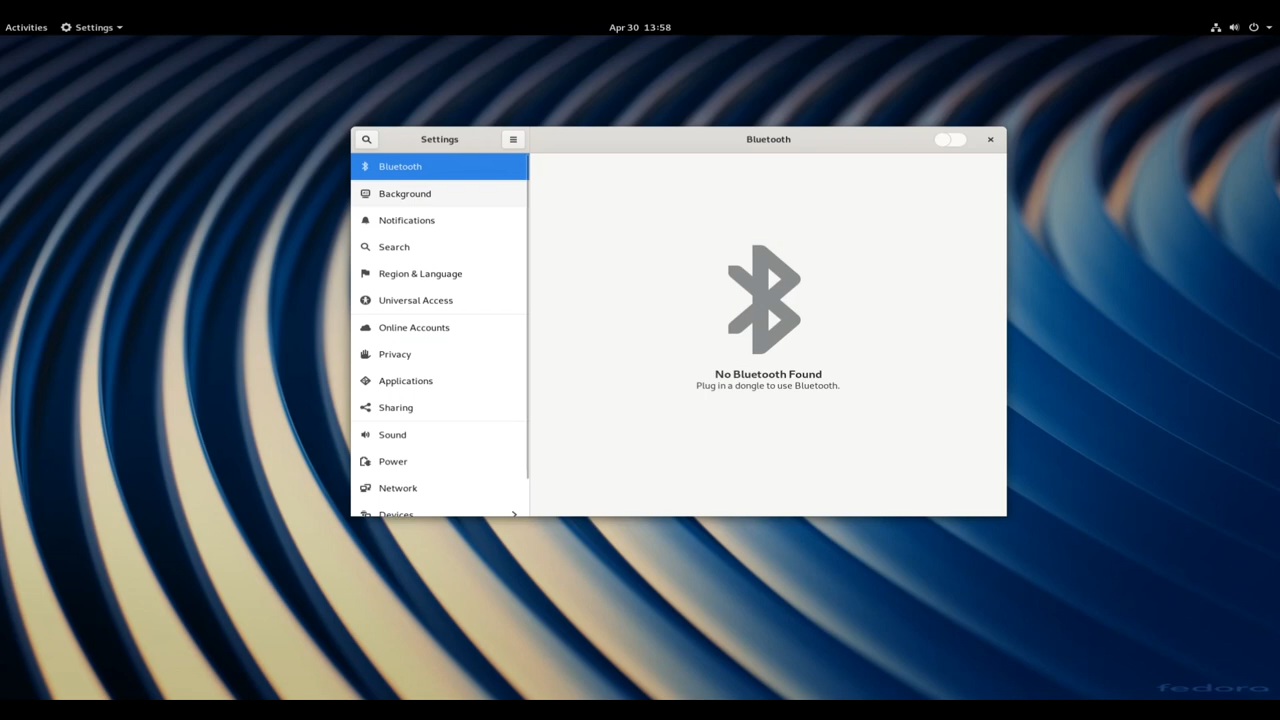 Activities Settings Apr 30 13:58
Settings Bluetooth
Bluetooth
Background
Notifications
Search
Region & Language
Universal Access
Online Accounts
Privacy
Applications
Sharing
Sound
Power
Network
Devices
No Bluetooth Found
Plug in a dongle to use Bluetooth.
fedora